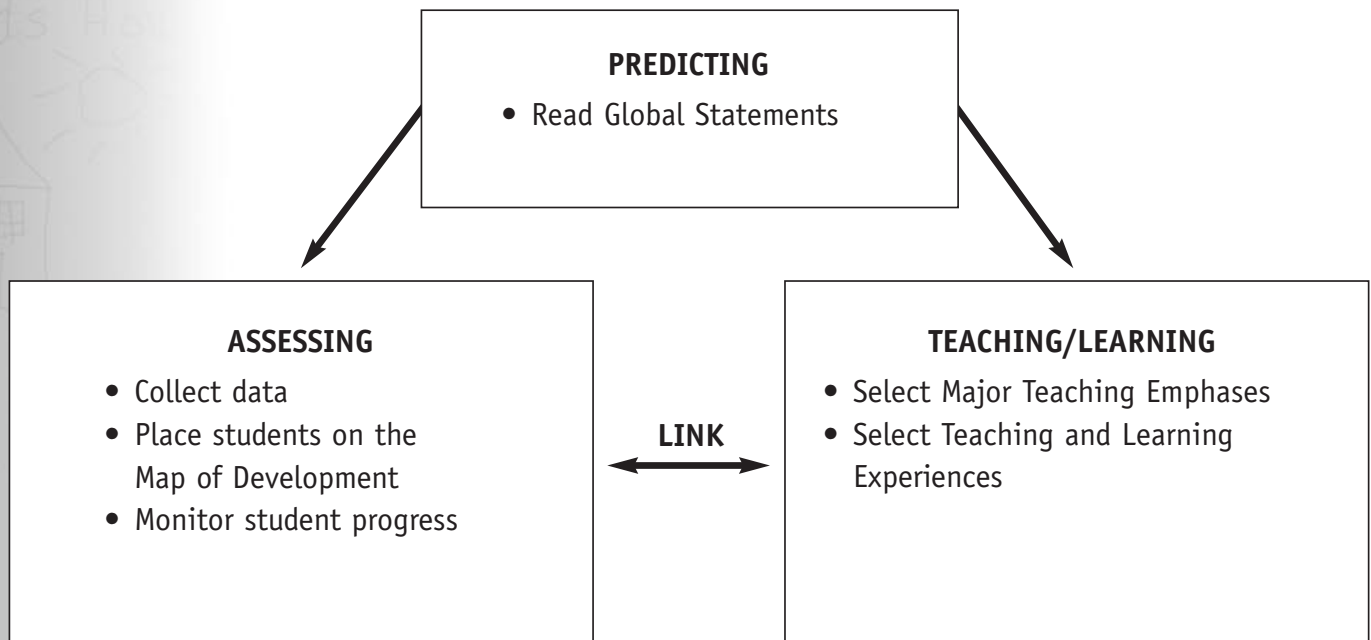 PREDICTING
• Read Global Statements
ASSESSING
• Collect data
• Place students on the
Map of Development
• Monitor student progress
LINK
TEACHING/LEARNING
• Select Major Teaching Emphases
• Select Teaching and Learning
Experiences